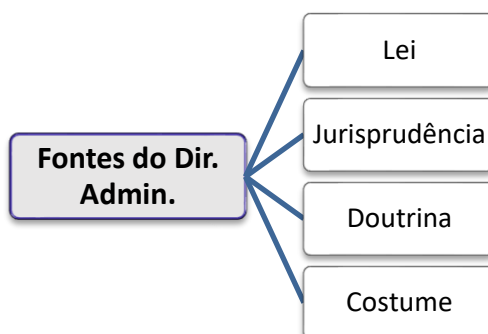 Fontes do Dir.
Admin.
Lei
Jurisprudência
Doutrina
Costume